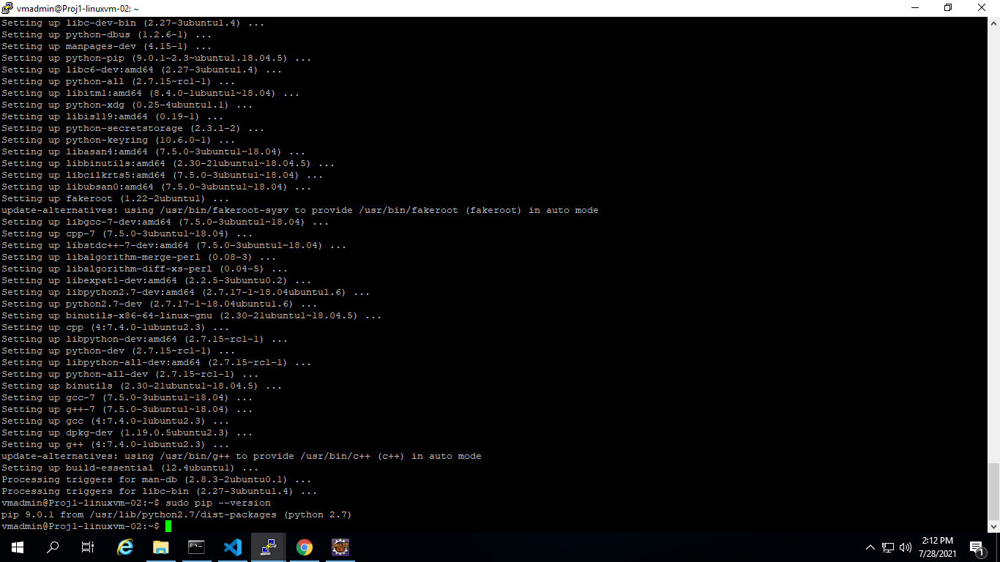 vmadmin@Proj1-linuxvm-02: ~
Setting up libc-dev-bin (2.27-3ubuntu1.4) ...
Setting up python-dbus (1.2.6-1) ...
Setting up manpages-dev (4.15-1) ...
Setting up python-pip (9.0.1-2.3~ubuntu1.18.04.5) ...
Setting up libc6-dev:amd64 (2.27-3ubuntu1.4) ...
Setting up python-all (2.7.15~rc1-1) ...
Setting up libitm1:amd64 (8.4.0-1ubuntu1~18.04) ...
Setting up python-xdg (0.25-4ubuntu1.1) ...
Setting up libisl19:amd64 (0.19-1) ...
Setting up python-secretstorage (2.3.1-2) ...
Setting up python-keyring (10.6.0-1) ...
Setting up libasan4:amd64 (7.5.0-3ubuntu1~18.04) ...
Setting up libbinutils:amd64 (2.30-21ubuntu1~18.04.5) ...
Setting up libcilkrts5:amd64 (7.5.0-3ubuntu1~18.04) ...
Setting up libubsan0:amd64 (7.5.0-3ubuntu1~18.04) ...
Setting up fakeroot (1.22-2ubuntu1) ...
update-alternatives: using /usr/bin/fakeroot-sysv to provide /usr/bin/fakeroot (fakeroot) in auto mode
Setting up libgcc-7-dev:amd64 (7.5.0-3ubuntu1~18.04) ...
Setting up cpp-7 (7.5.0-3ubuntu1~18.04) ...
Setting up libstdc++-7-dev:amd64 (7.5.0-3ubuntu1~18.04) ...
Setting up libalgorithm-merge-perl (0.08-3) ...
Setting up libalgorithm-diff-xs-perl (0.04-5) ...
Setting up libexpat1-dev:amd64 (2.2.5-3ubuntu0.2) ...
Setting up libpython2.7-dev:amd64 (2.7.17-1~18.04ubuntu1.6) ...
Setting up python2.7-dev (2.7.17-1~18.04ubuntu1.6) ...
Setting up binutils-x86-64-linux-gnu (2.30-21ubuntu1~18.04.5) ...
Setting up cpp (4:7.4.0-1ubuntu2.3) ...
Setting up libpython-dev:amd64 (2.7.15~rc1-1) ...
Setting up python-dev (2.7.15~rc1-1) ...
Setting up libpython-all-dev:amd64 (2.7.15~rc1-1) ...
Setting up python-all-dev (2.7.15~rc1-1) ...
Setting up binutils (2.30-21ubuntu1~18.04.5) ...
Setting up gcc-7 (7.5.0-3ubuntu1~18.04) ...
Setting up g++-7 (7.5.0-3ubuntu1~18.04) ...
Setting up gcc (4:7.4.0-1ubuntu2.3) ...
Setting up dpkg-dev (1.19.0.5ubuntu2.3) ...
Setting up g++ (4:7.4.0-1ubuntu2.3) ...
update-alternatives: using /usr/bin/g++ to provide /usr/bin/c++ (c++) in auto mode
Setting up build-essential (12.4ubuntu1) ...
Processing triggers for man-db (2.8.3-2ubuntu0.1) ...
Processing triggers for libc-bin (2.27-3ubuntu1.4) ...
vmadmin@Proj1-linuxvm-02:~$ sudo pip --version
pip 9.0.1 from /usr/lib/python2.7/dist-packages (python 2.7)
vmadmin@Proj1-linuxvm-02:~$
2:12 PM
7/28/2021
1